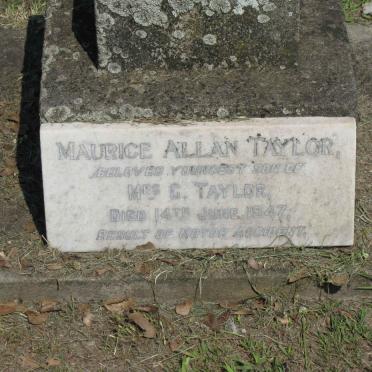 MAURICE ALLAN TAYLOR,
BELOVED YOUNGEST SON OF
MRS G. TAYLOR,
DIED 14TH JUNE, 1947,
RESULT OF MOTOR ACCIDENT.